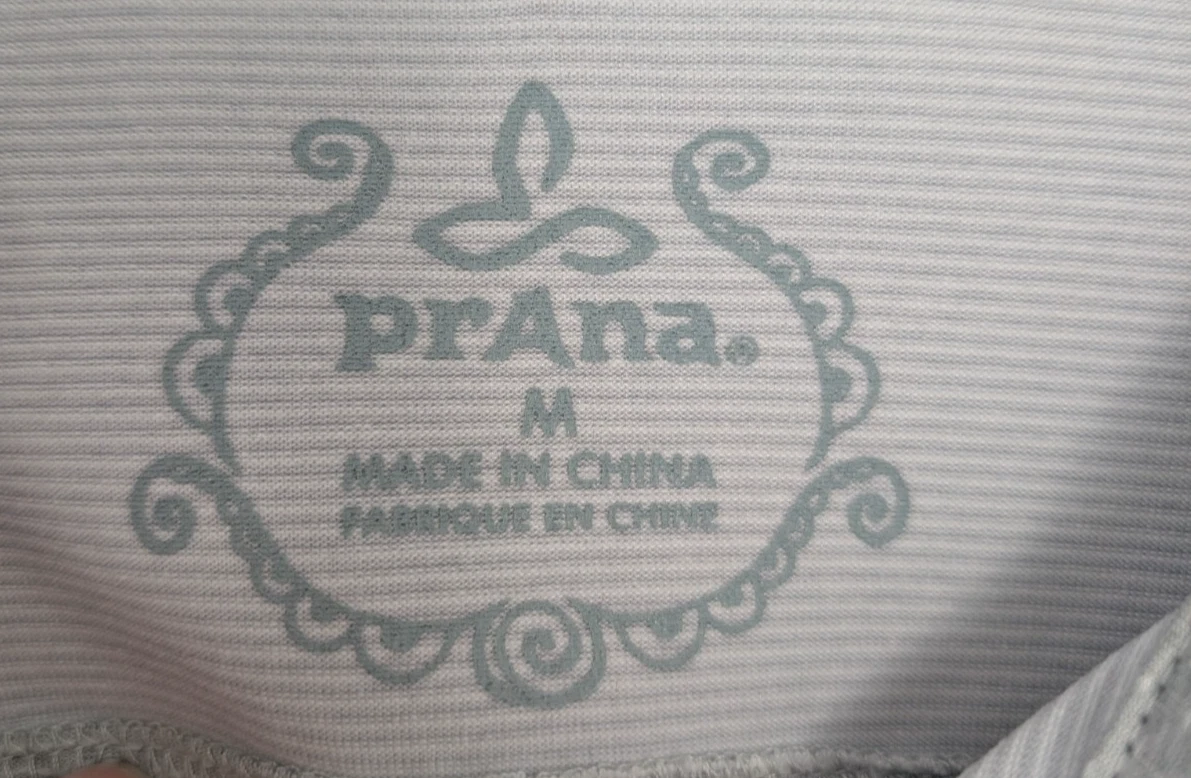 prAna®
M
MADE IN CHINA
FABRIQUE EN CHINE